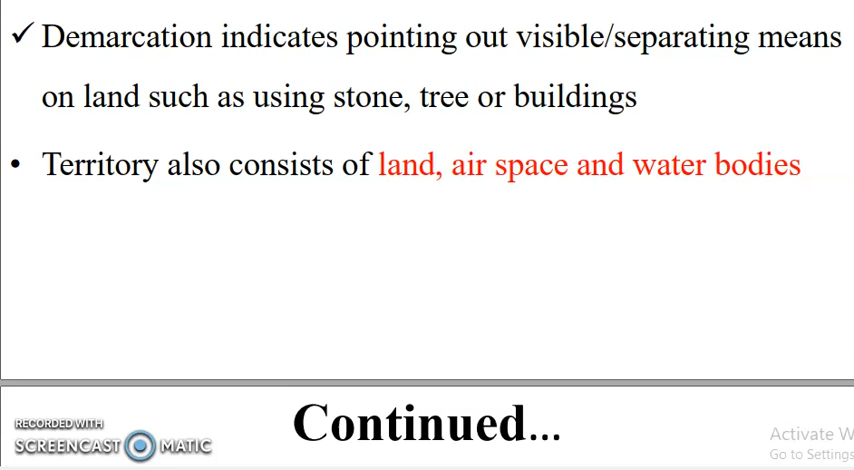 ✓ Demarcation indicates pointing out visible/separating means
on land such as using stone, tree or buildings
• Territory also consists of land, air space and water bodies
Continued...
RECORDED WITH
SCREENCAST MATIC
Activate W
Go to Settings